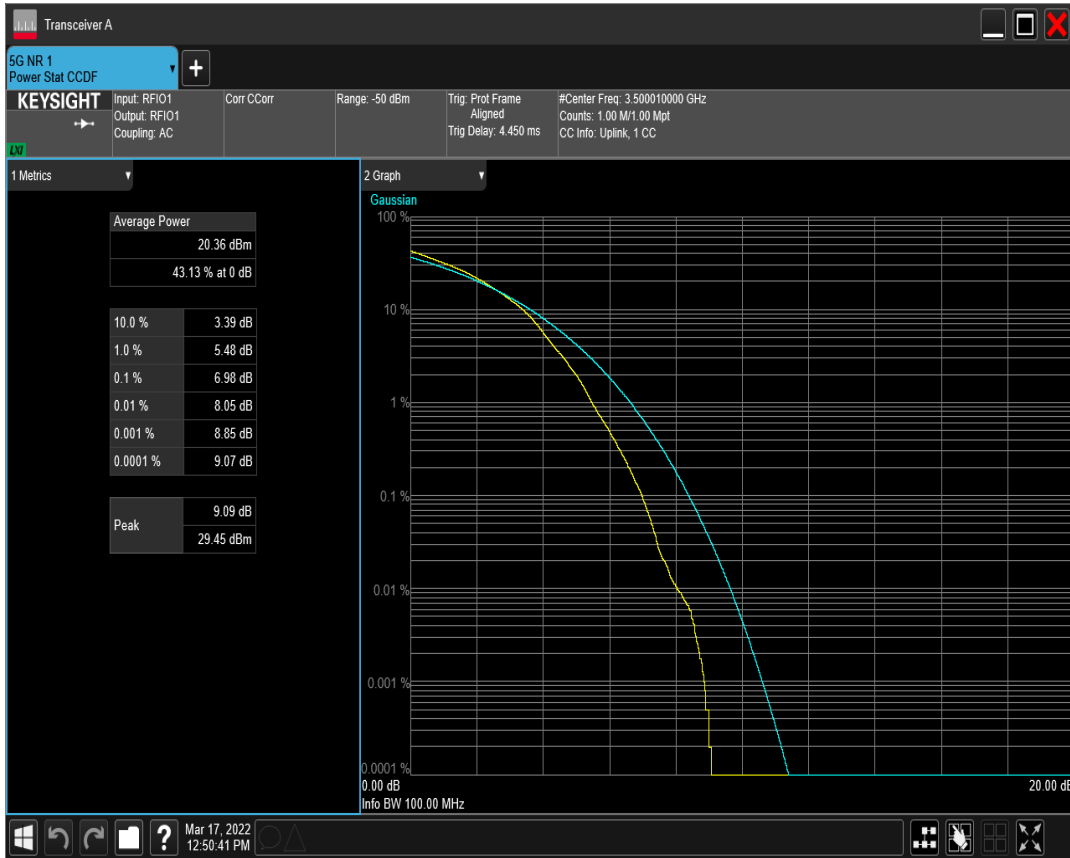 Transceiver A
5G NR 1
Power Stat CCDF
KEYSIGHT
LXI
Input: RFIO1
Output: RFIO1
Coupling: AC
Corr CCorr
Range: -50 dBm
Trig: Prot Frame
Aligned
Trig Delay: 4.450 ms
#Center Freq: 3.500010000 GHz
Counts: 1.00 M/1.00 Mpt
CC Info: Uplink, 1 CC
1 Metrics
Average Power
20.36 dBm
43.13 % at 0 dB
10.0 % 3.39 dB
1.0 % 5.48 dB
0.1 % 6.98 dB
0.01 % 8.05 dB
0.001 % 8.85 dB
0.0001 % 9.07 dB
Peak
9.09 dB
29.45 dBm
2 Graph
Gaussian
100 %
10 %
1 %
0.1 %
0.01 %
0.001 %
0.0001 %
0.00 dB 20.00 dB
Info BW 100.00 MHz
?
Mar 17, 2022
12:50:41 PM